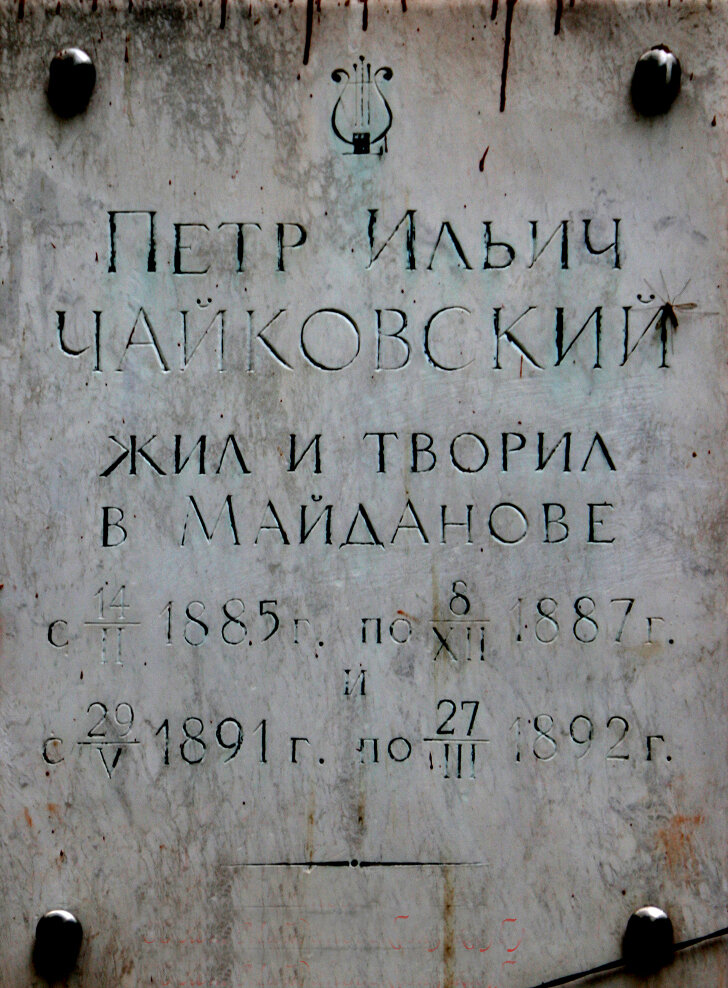 Петр Ильич
Чайковский
жил и творил
в Майданове
с 14/II 1885 г. по 8/XII 1887 г.
и
с 29/V 1891 г. по 27/III 1892 г.